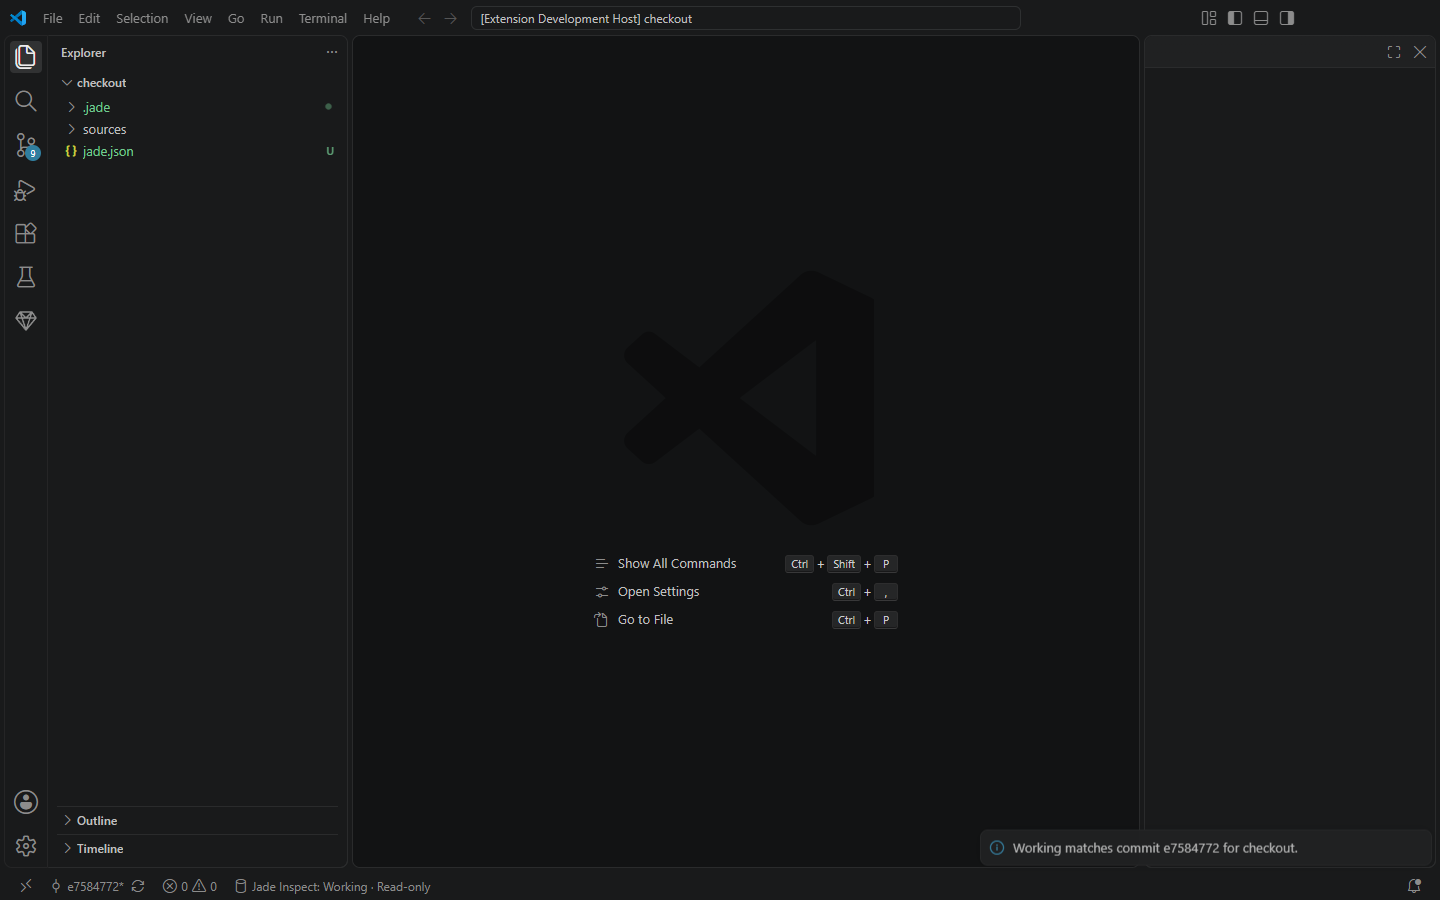 File Edit Selection View Go Run Terminal Help
[Extension Development Host] checkout
Explorer
checkout
.jade
sources
{} jade.json U
9
Show All Commands Ctrl + Shift + P
Open Settings Ctrl + ,
Go to File Ctrl + P
Outline
Timeline
Working matches commit e7584772 for checkout.
e7584772* 0 0 Jade Inspect: Working · Read-only